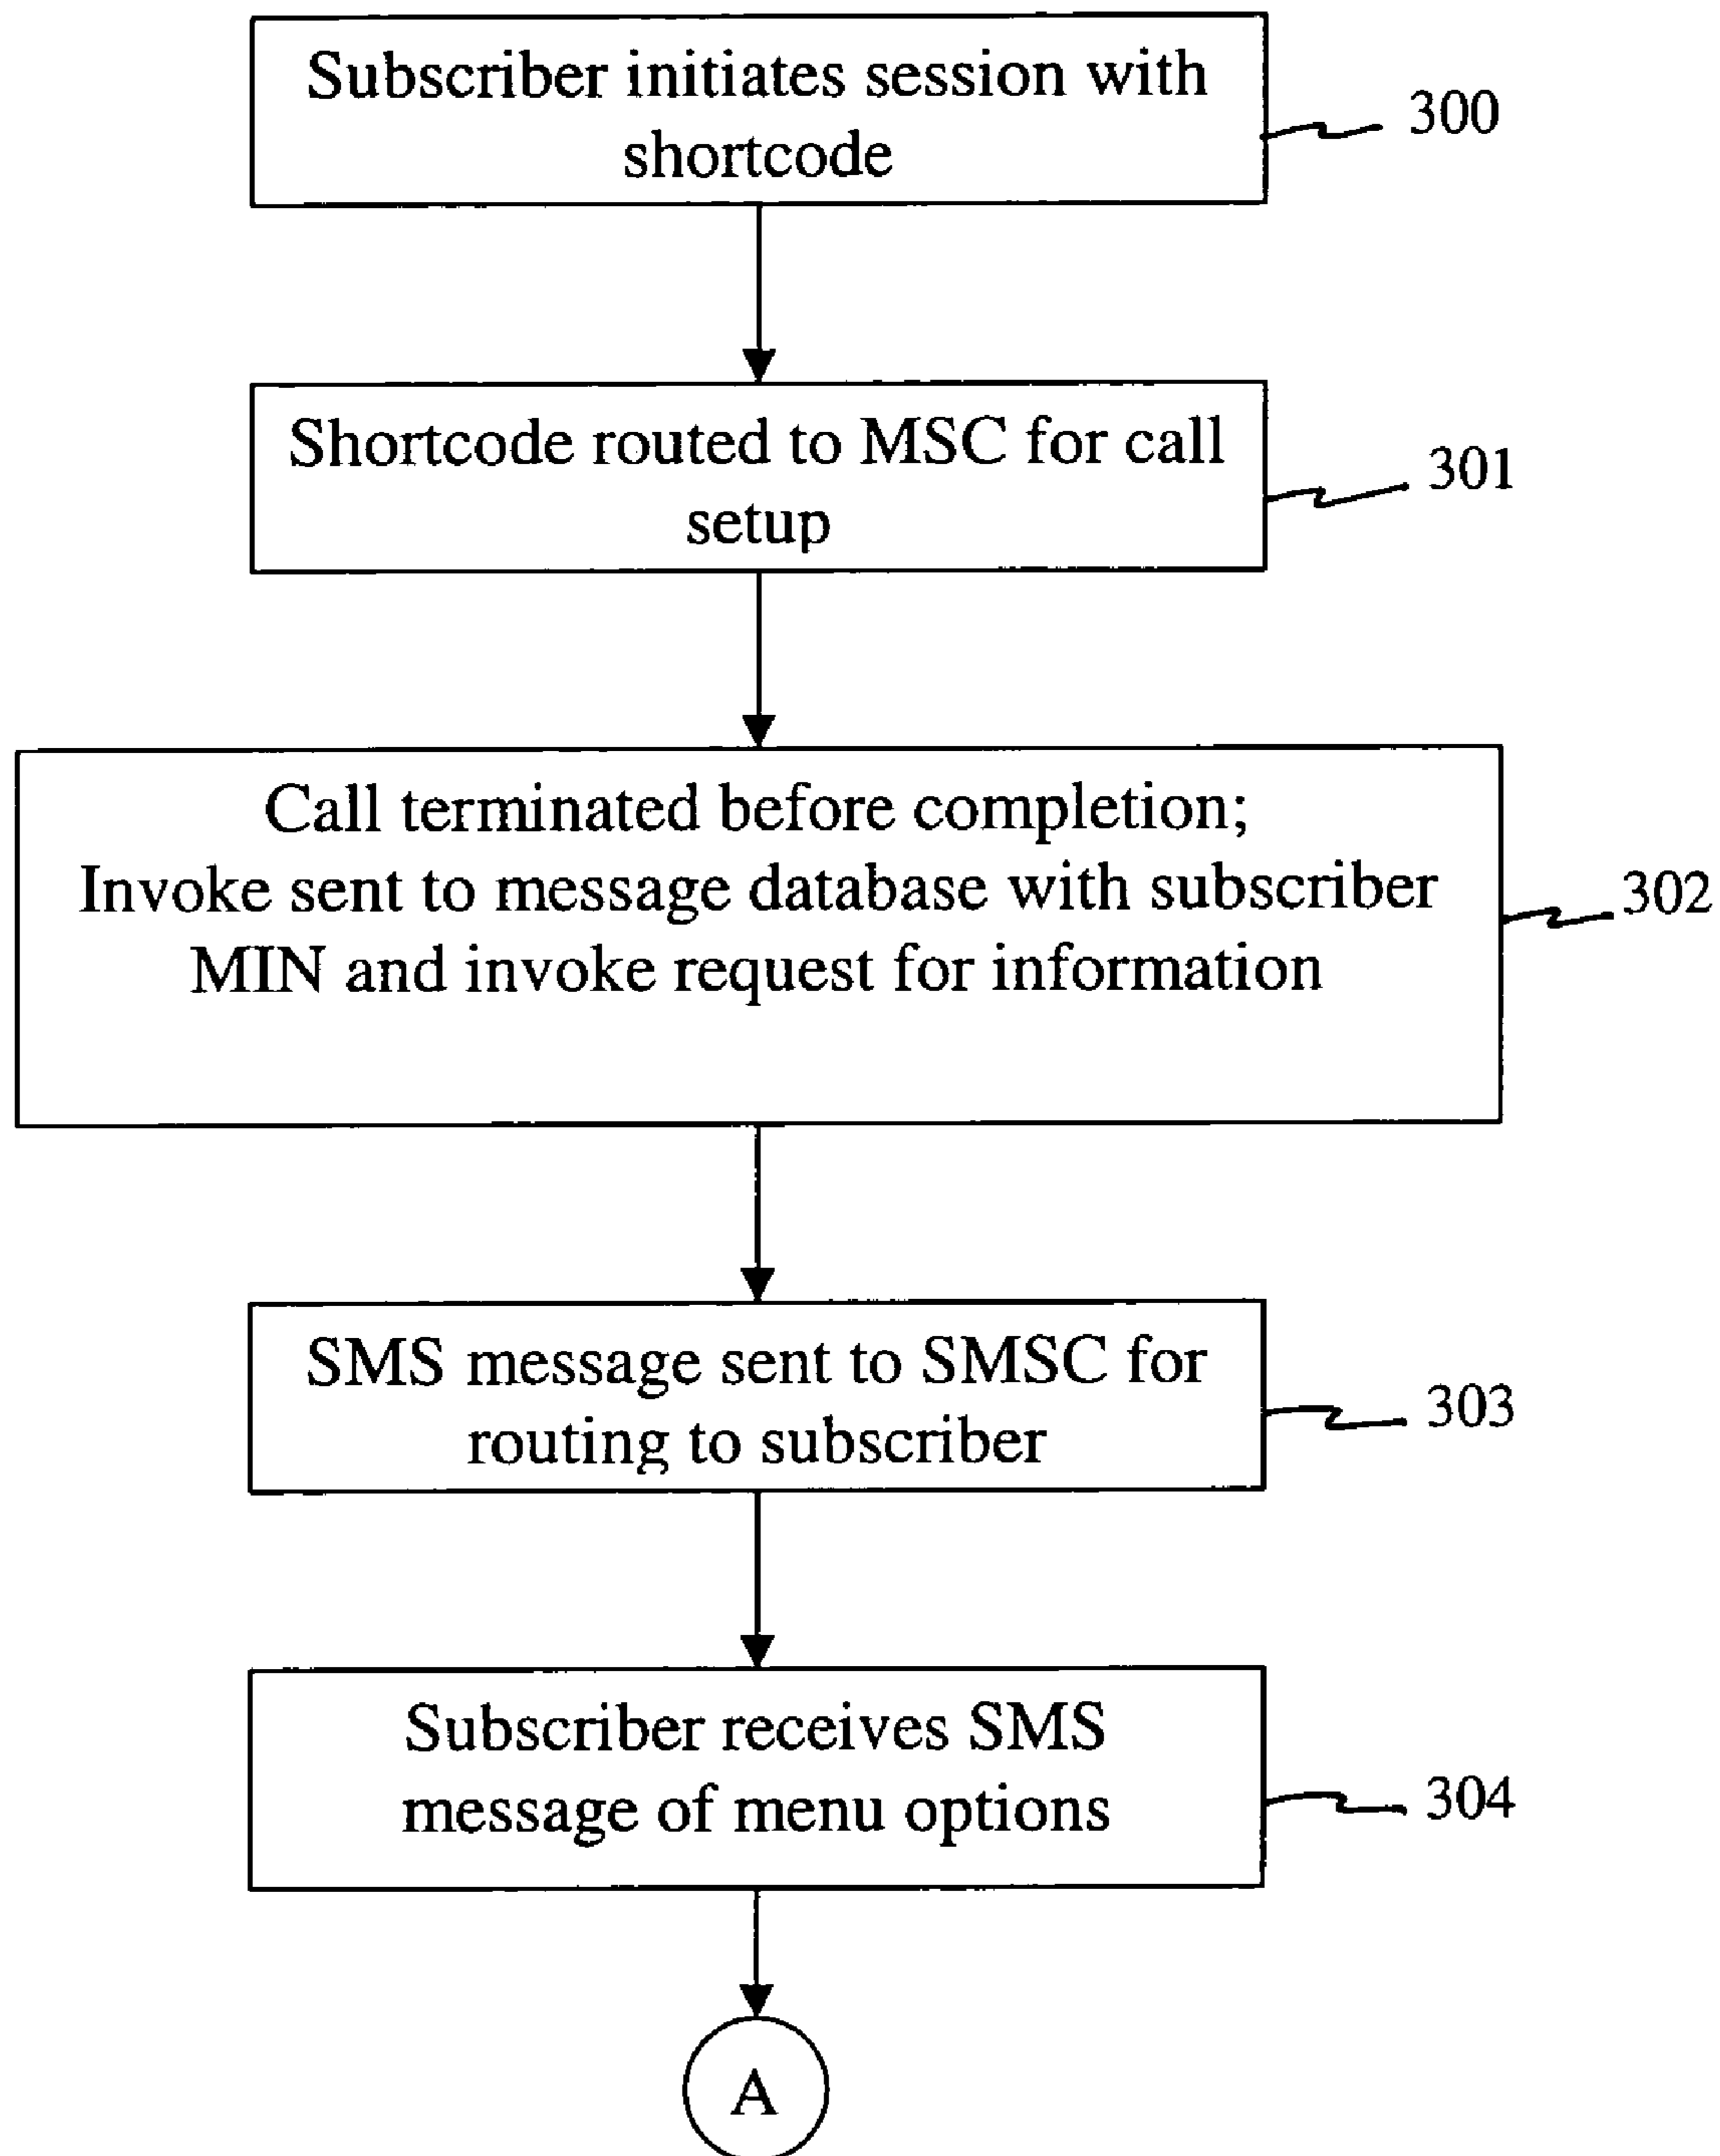 Subscriber initiates session with
shortcode
300
Shortcode routed to MSC for call
setup
301
Call terminated before completion;
Invoke sent to message database with subscriber
MIN and invoke request for information
302
SMS message sent to SMSC for
routing to subscriber
303
Subscriber receives SMS
message of menu options
304
A